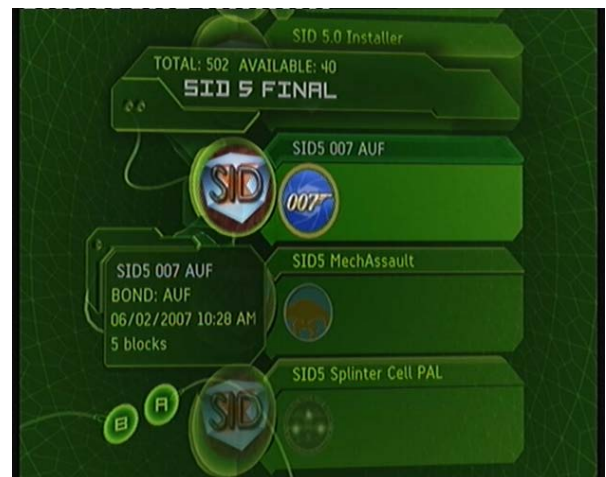 SID 5.0 Installer
TOTAL: 502 AVAILABLE: 40
SID 5 FINAL
SID5 007 AUF
SID
007
SID5 007 AUF
BOND: AUF
06/02/2007 10:28 AM
5 blocks
SID5 MechAssault
SID5 Splinter Cell PAL
SID
A
B